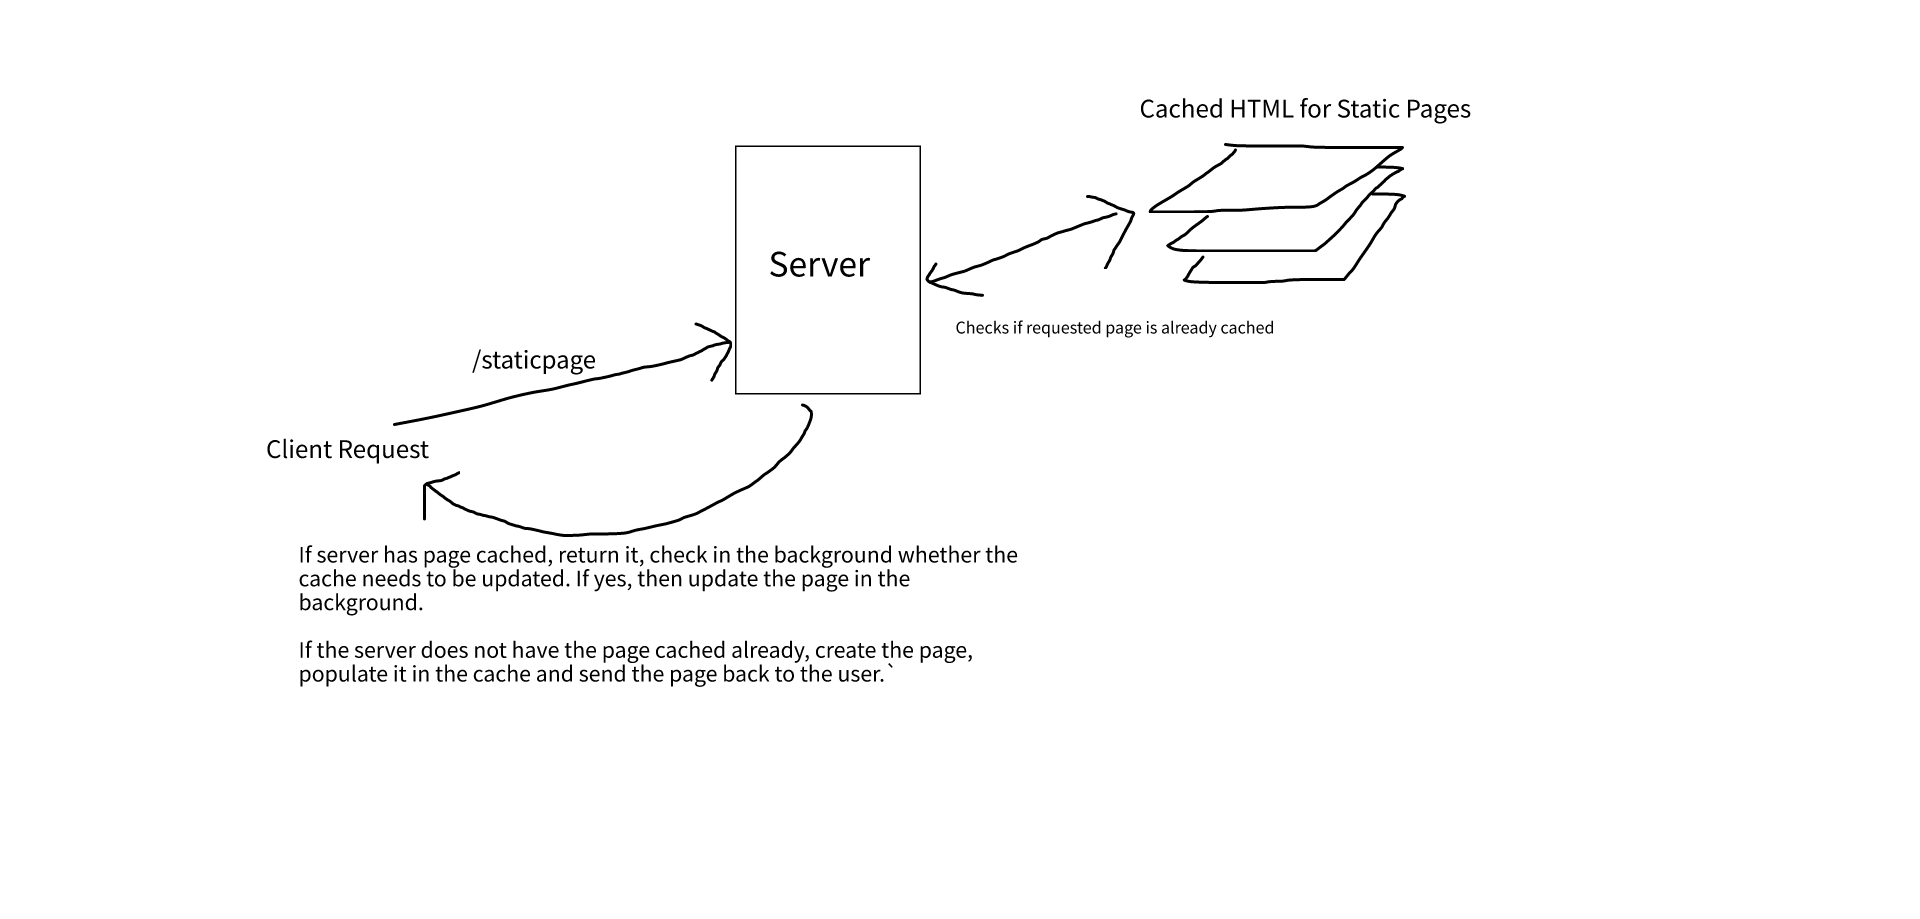 Cached HTML for Static Pages
Server
Checks if requested page is already cached
/staticpage
Client Request
If server has page cached, return it, check in the background whether the
cache needs to be updated. If yes, then update the page in the
background.
If the server does not have the page cached already, create the page,
populate it in the cache and send the page back to the user.`